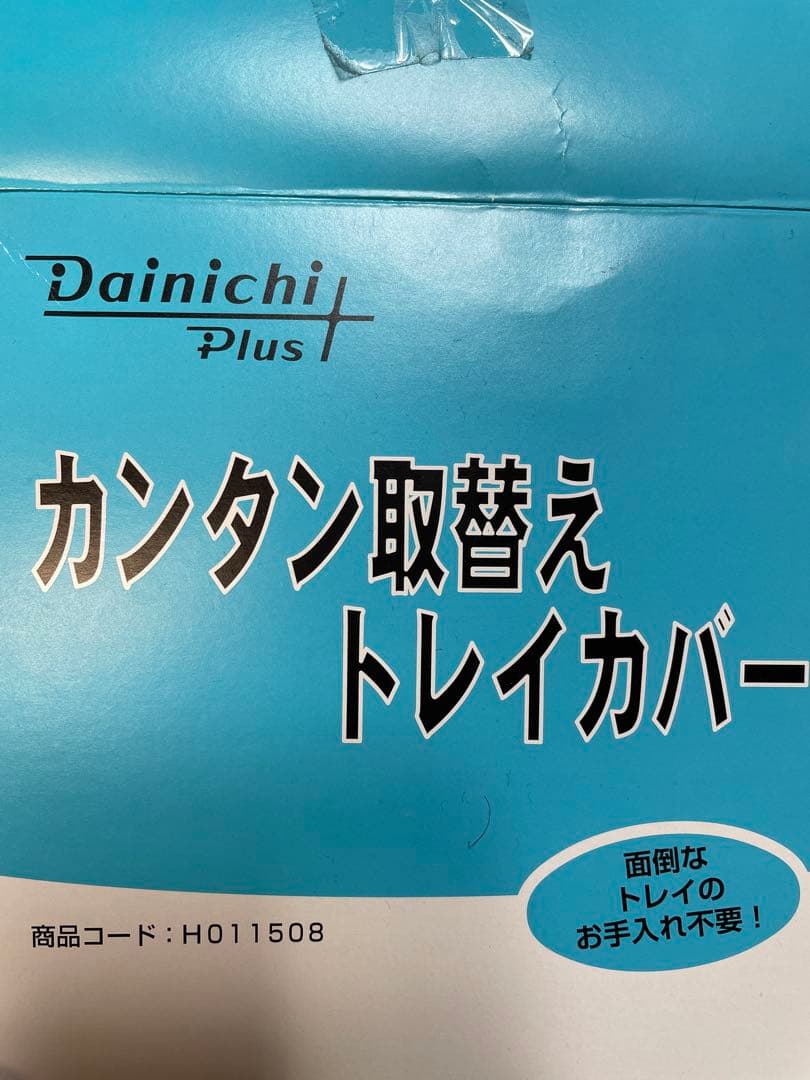 Dainichi
Plus
カンタン取替え
トレイカバー
面倒な
トレイの
お手入れ不要！
商品コード：H011508